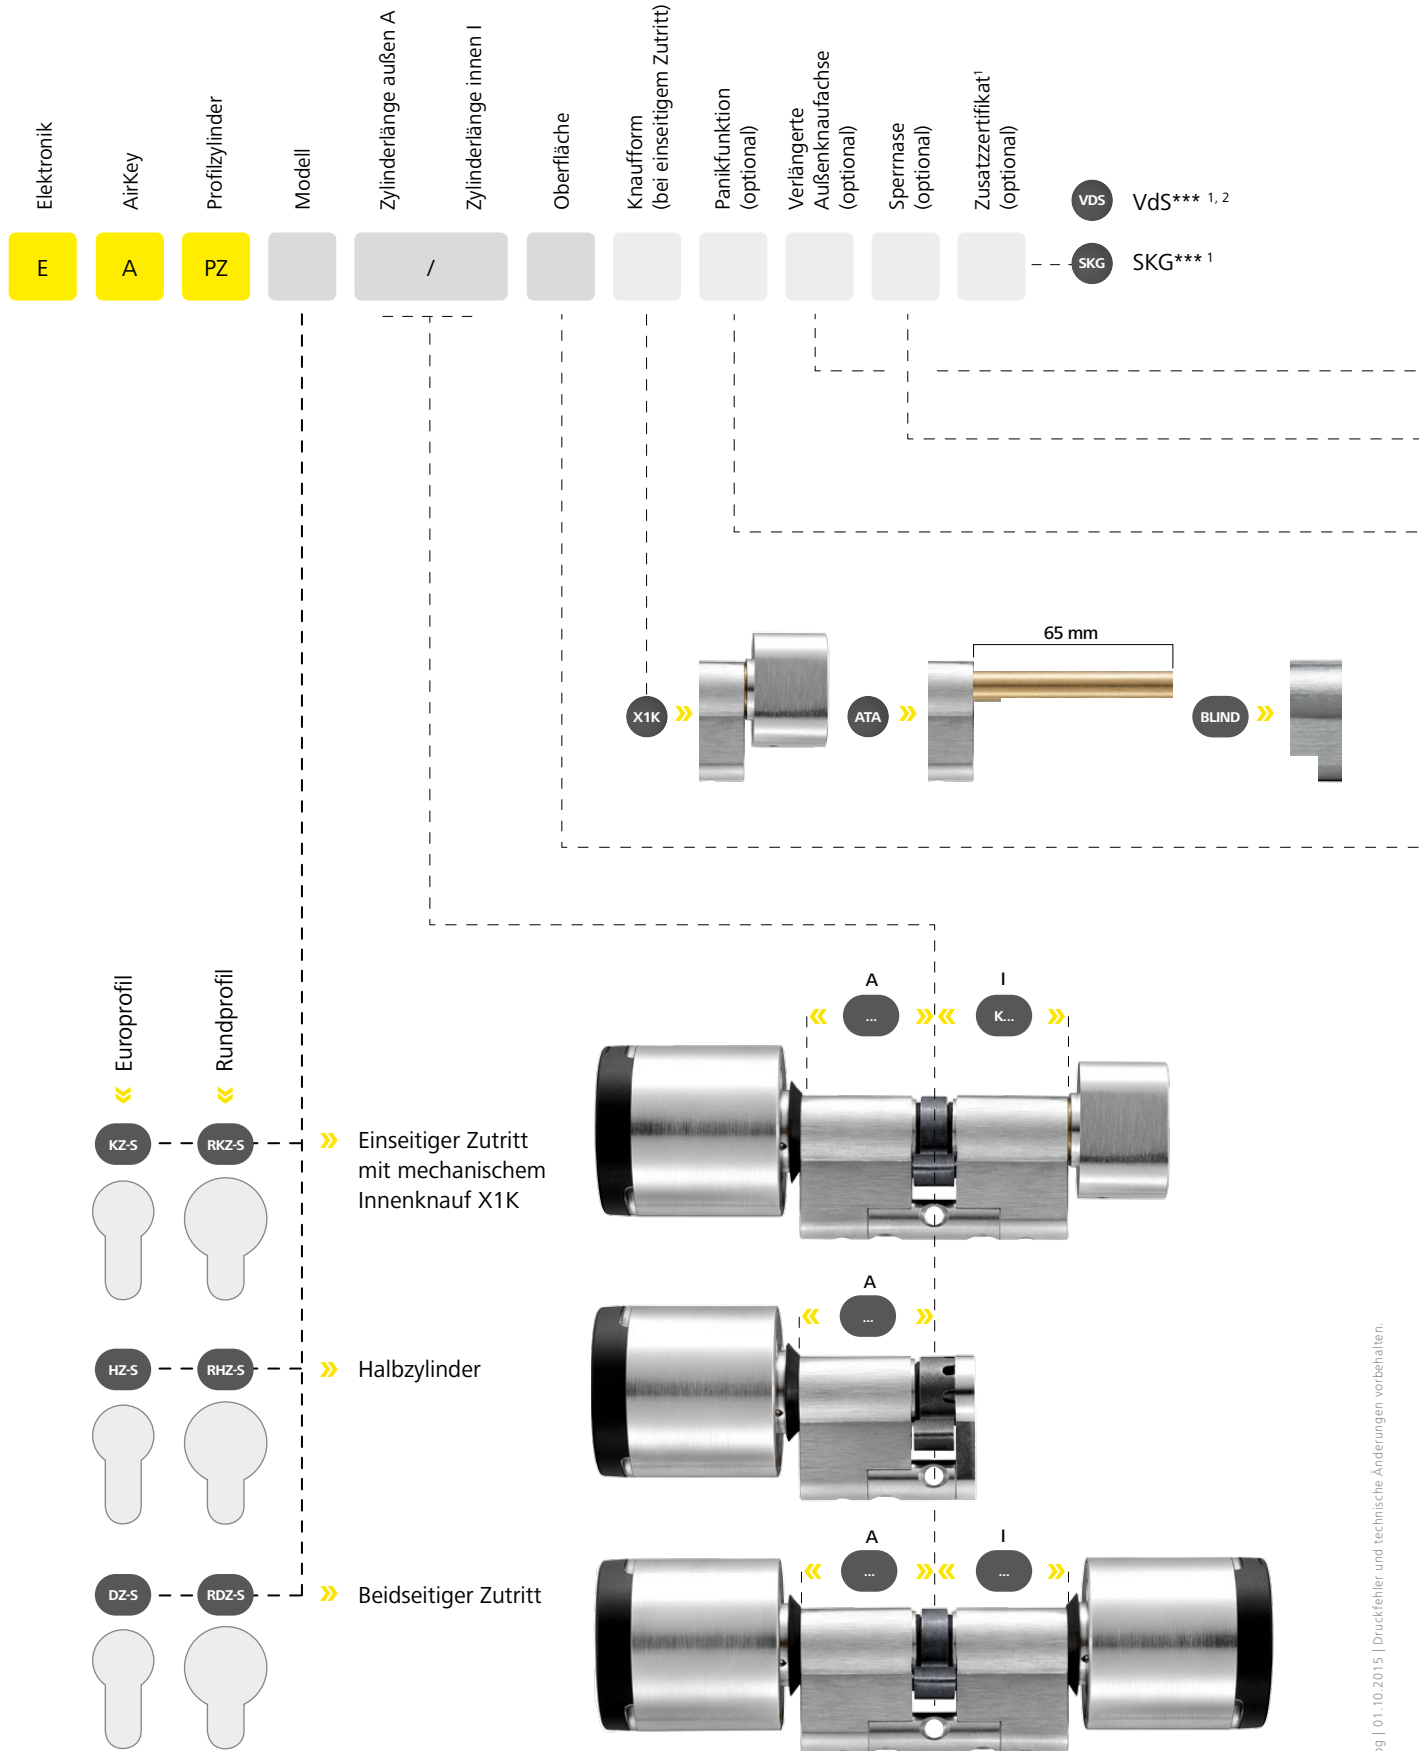 Elektronik
AirKey
Profilzylinder
Modell
Zylinderlänge außen A
Zylinderlänge innen I
Oberfläche
Knaufform
(bei einseitigem Zutritt)
Panikfunktion
(optional)
Verlängerte
Außenknaufachse
(optional)
Sperrnase
(optional)
Zusatzzertifikat¹
(optional)
VDS VdS*** ¹, ²
E A PZ /
SKG SKG*** ¹
65 mm
X1K
ATA
BLIND
Europrofil
Rundprofil
A I
... K...
KZ-S RKZ-S
Einseitiger Zutritt
mit mechanischem
Innenknauf X1K
A
...
HZ-S RHZ-S
Halbzylinder
A I
... ...
DZ-S RDZ-S
Beidseitiger Zutritt
| 01.10.2015 | Druckfehler und technische Änderungen vorbehalten.